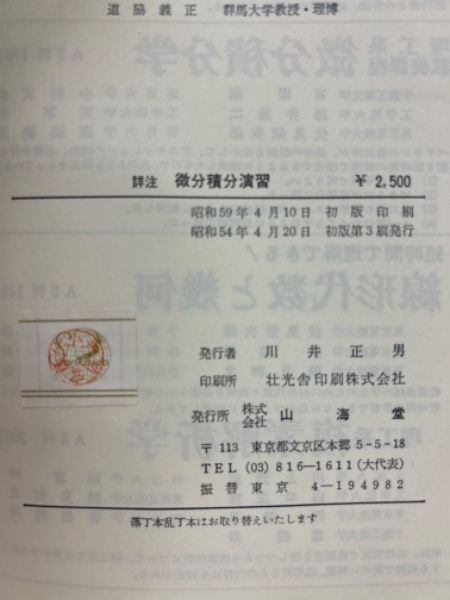 道脇義正 群馬大学教授・理博
詳注 微分積分演習 ¥2,500
昭和59年4月10日 初版印刷
昭和54年4月20日 初版第3刷発行
発行者 川井正男
印刷所 壮光舎印刷株式会社
発行所 株式会社 山海堂
〒113 東京都文京区本郷5-5-18
TEL (03) 816-1611(大代表)
振替東京 4-194982
落丁本乱丁本はお取り替えいたします